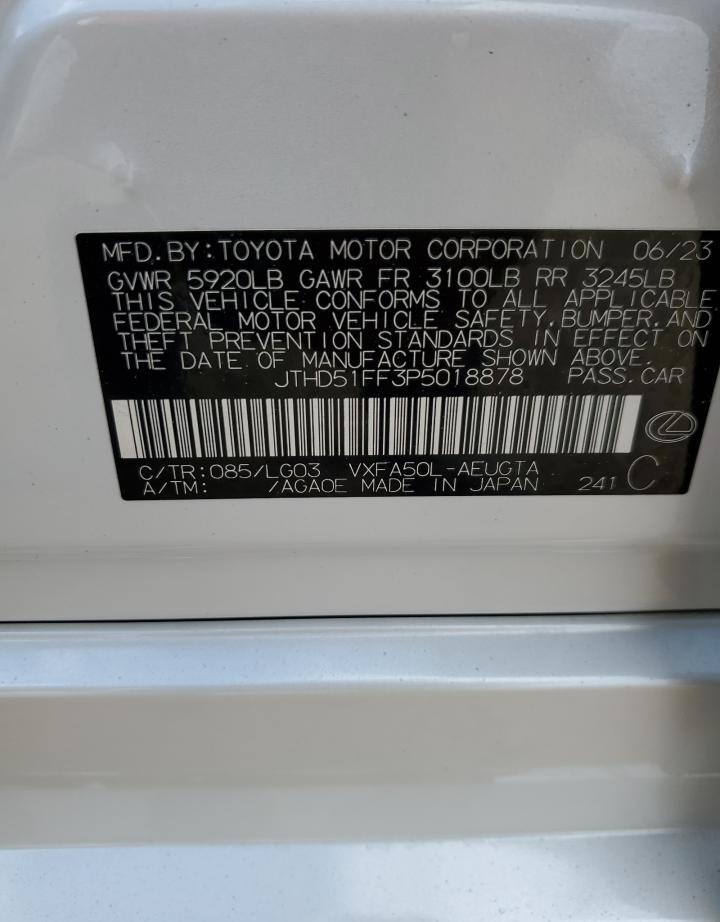 MFD.BY:TOYOTA MOTOR CORPORATION 06/23
GVWR 5920LB GAWR FR 3100LB RR 3245LB
THIS VEHICLE CONFORMS TO ALL APPLICABLE
FEDERAL MOTOR VEHICLE SAFETY,BUMPER,AND
THEFT PREVENTION STANDARDS IN EFFECT ON
THE DATE OF MANUFACTURE SHOWN ABOVE.
JTHD51FF3P5018878 PASS.CAR
C/TR:085/LG03 VXFA50L-AEUGTA
A/TM: /AGA0E MADE IN JAPAN 241 C